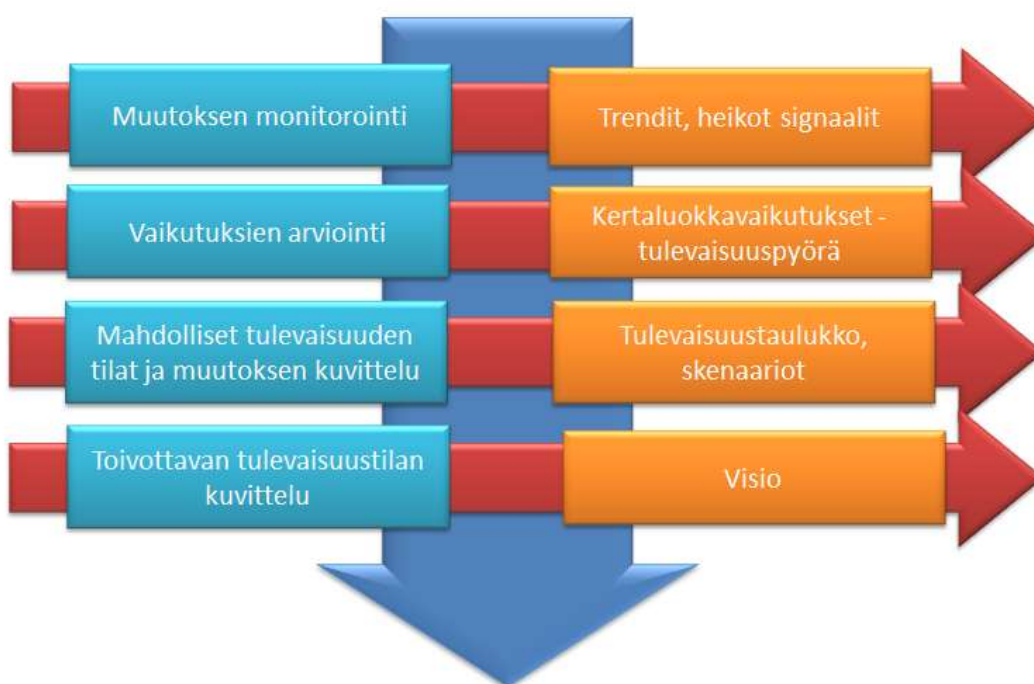 Muutoksen monitorointi
Trendit, heikot signaalit
Vaikutuksien arviointi
Kertaluokkavaikutukset -
tulevaisuuspyörä
Mahdolliset tulevaisuuden
tilat ja muutoksen kuvittelu
Tulevaisuustaulukko,
skenaariot
Toivottavan tulevaisuustilan
kuvittelu
Visio